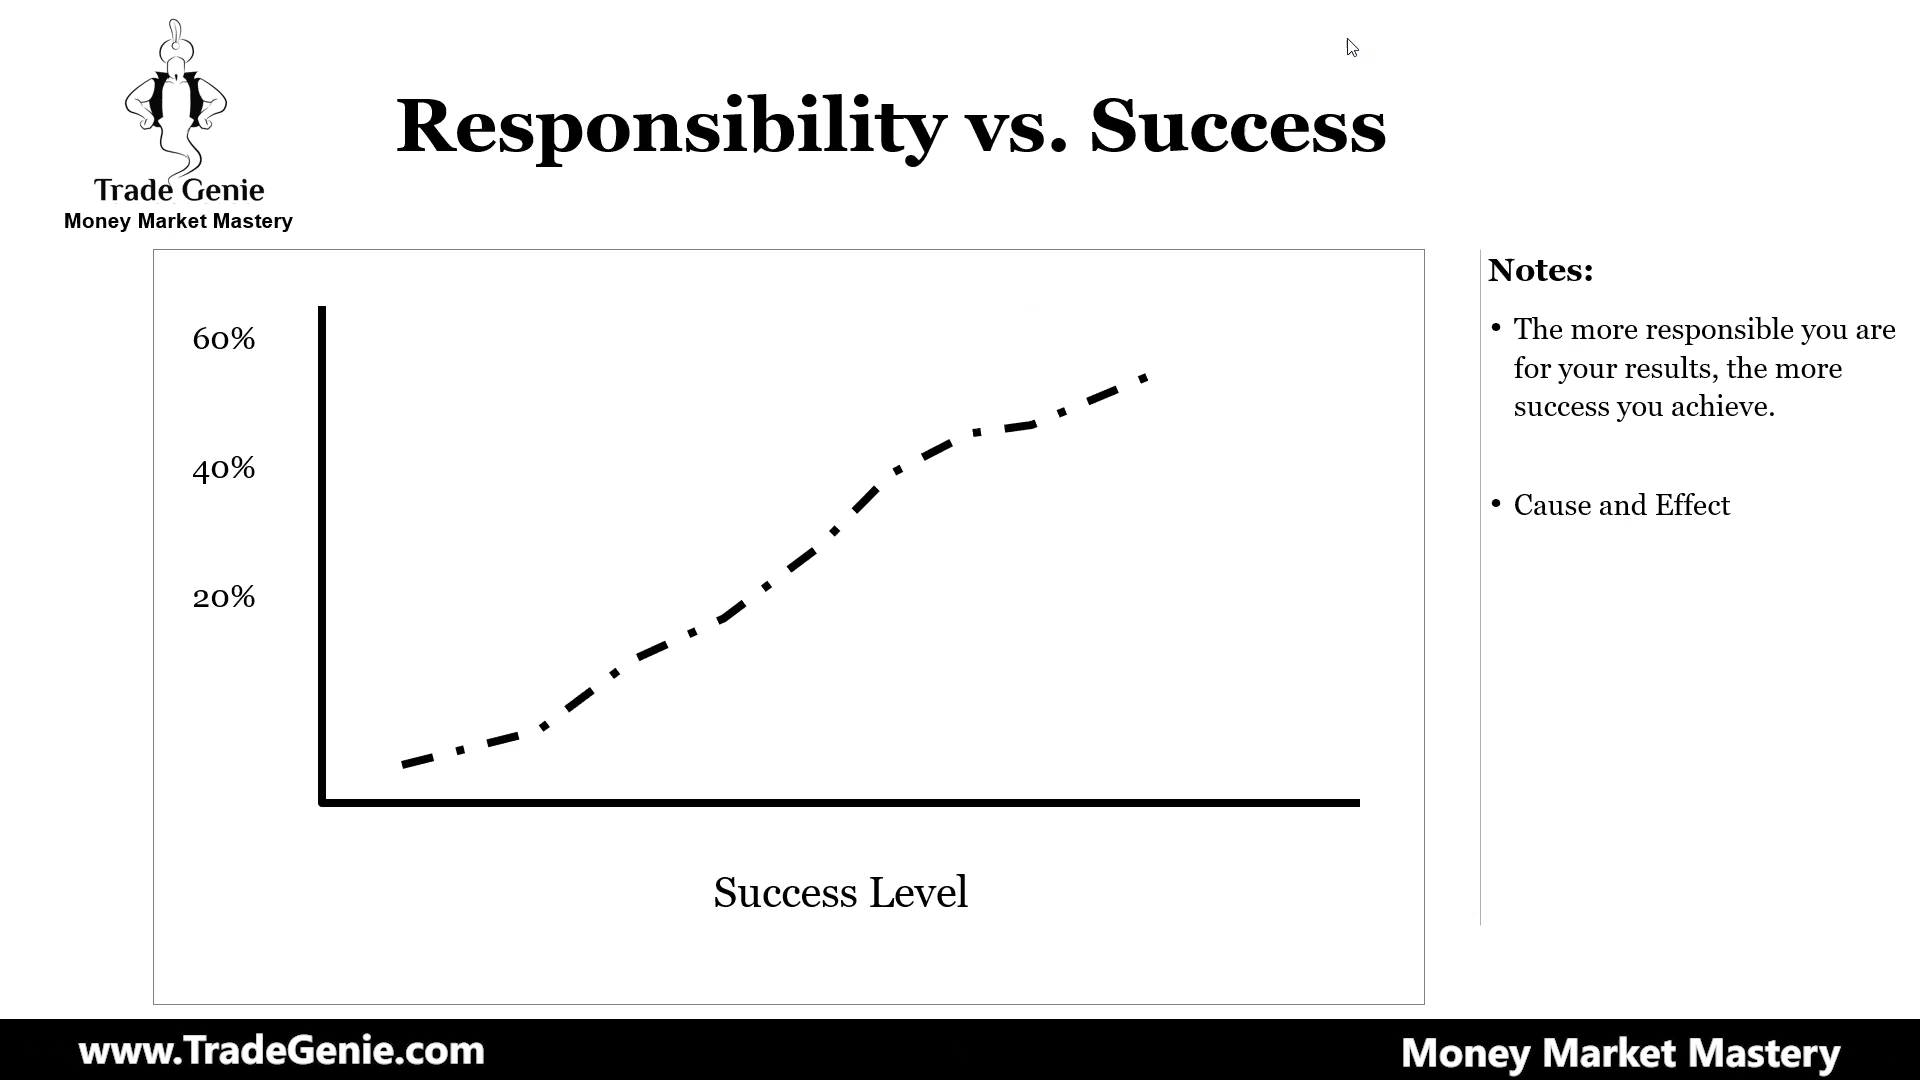 Trade Genie
Money Market Mastery
Responsibility vs. Success
60%
40%
20%
Success Level
Notes:
• The more responsible you are
for your results, the more
success you achieve.
• Cause and Effect
www.TradeGenie.com
Money Market Mastery